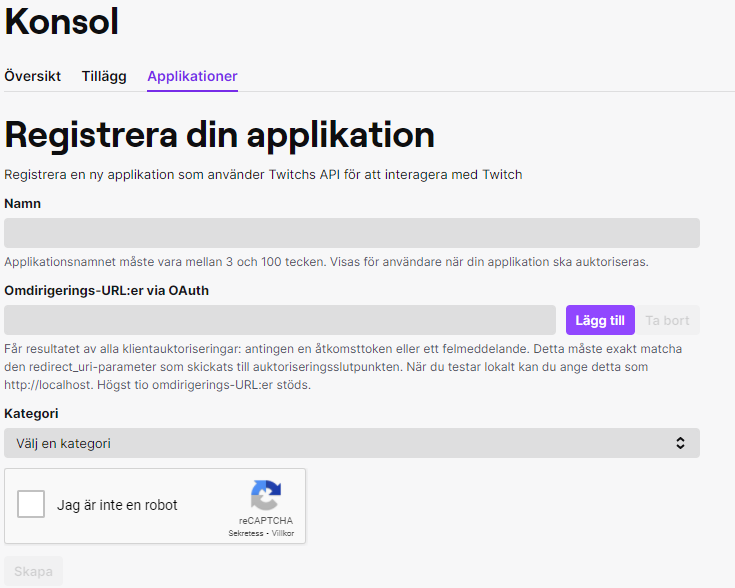 Konsol
Översikt Tillägg Applikationer
Registrera din applikation
Registrera en ny applikation som använder Twitchs API för att interagera med Twitch
Namn
Applikationsnamnet måste vara mellan 3 och 100 tecken. Visas för användare när din applikation ska auktoriseras.
Omdirigerings-URL:er via OAuth
Lägg till Ta bort
Får resultatet av alla klientauktoriseringar: antingen en åtkomsttoken eller ett felmeddelande. Detta måste exakt matcha
den redirect_uri-parameter som skickats till auktoriseringsslutpunkten. När du testar lokalt kan du ange detta som
http://localhost. Högst tio omdirigerings-URL:er stöds.
Kategori
Välj en kategori
Jag är inte en robot
reCAPTCHA
Sekretess - Villkor
Skapa